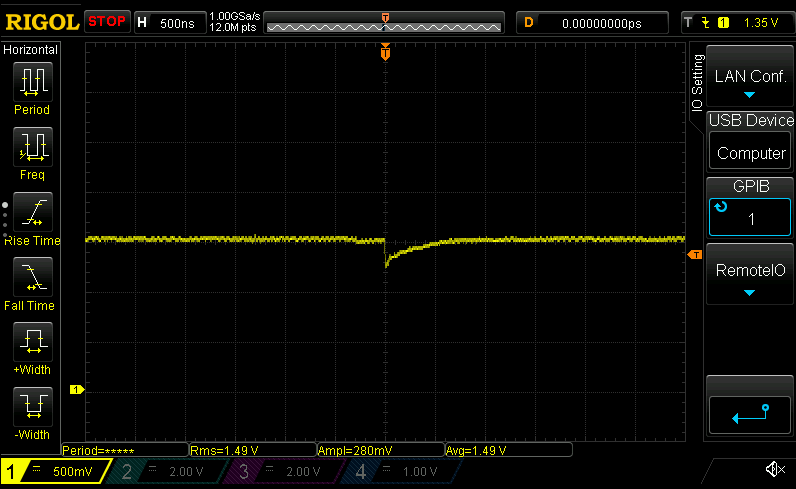 RIGOL STOP H 500ns 1.00GSa/s 12.0M pts D 0.00000000ps T 1 1.35 V
T
Horizontal
Period
Freq
Rise Time
Fall Time
+Width
-Width
T
1
IO Setting
LAN Conf.
USB Device
Computer
GPIB
1
RemoteIO
Period=***** Rms=1.49 V Ampl=280mV Avg=1.49 V
1 500mV 2 2.00 V 3 2.00 V 4 1.00 V